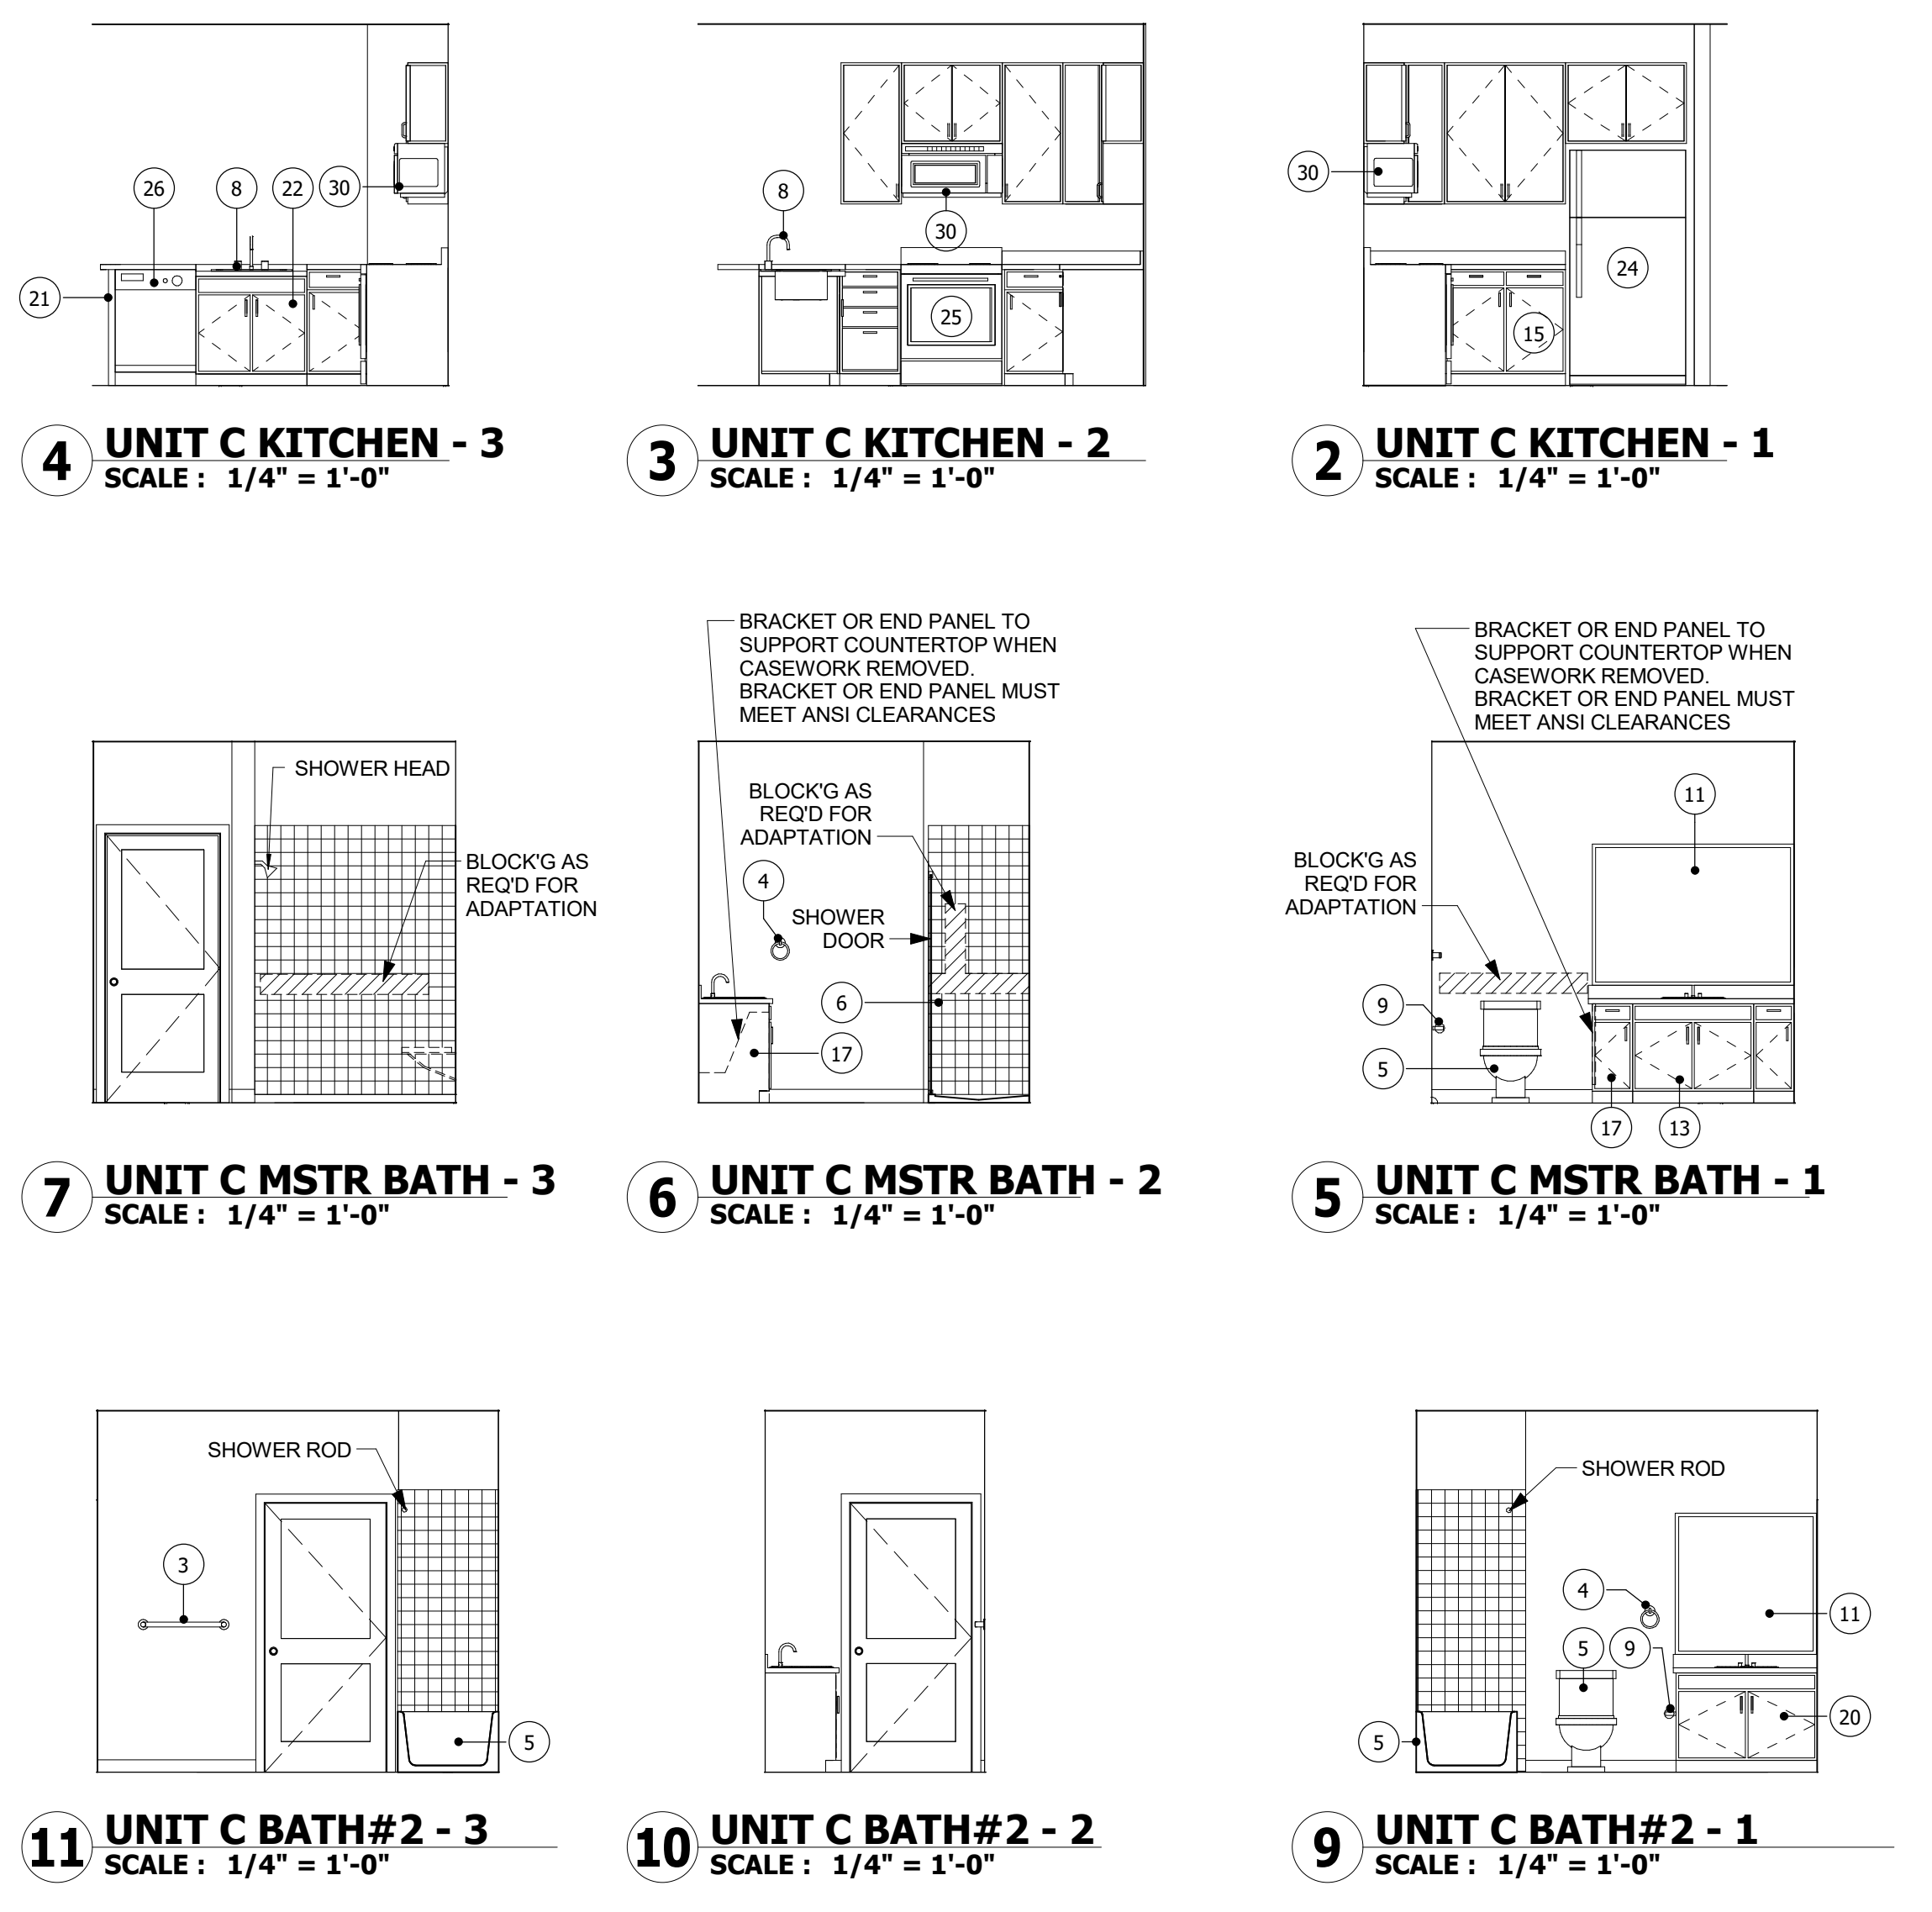 26
8
22
30
21
4
UNIT C KITCHEN - 3
SCALE : 1/4" = 1'-0"
8
30
25
3
UNIT C KITCHEN - 2
SCALE : 1/4" = 1'-0"
30
24
15
2
UNIT C KITCHEN - 1
SCALE : 1/4" = 1'-0"
SHOWER HEAD
BLOCK'G AS
REQ'D FOR
ADAPTATION
7
UNIT C MSTR BATH - 3
SCALE : 1/4" = 1'-0"
BRACKET OR END PANEL TO
SUPPORT COUNTERTOP WHEN
CASEWORK REMOVED.
BRACKET OR END PANEL MUST
MEET ANSI CLEARANCES
BLOCK'G AS
REQ'D FOR
ADAPTATION
4
SHOWER
DOOR
6
17
6
UNIT C MSTR BATH - 2
SCALE : 1/4" = 1'-0"
BRACKET OR END PANEL TO
SUPPORT COUNTERTOP WHEN
CASEWORK REMOVED.
BRACKET OR END PANEL MUST
MEET ANSI CLEARANCES
11
BLOCK'G AS
REQ'D FOR
ADAPTATION
9
5
17
13
5
UNIT C MSTR BATH - 1
SCALE : 1/4" = 1'-0"
SHOWER ROD
3
5
11
UNIT C BATH#2 - 3
SCALE : 1/4" = 1'-0"
10
UNIT C BATH#2 - 2
SCALE : 1/4" = 1'-0"
SHOWER ROD
4
11
5
9
20
5
9
UNIT C BATH#2 - 1
SCALE : 1/4" = 1'-0"